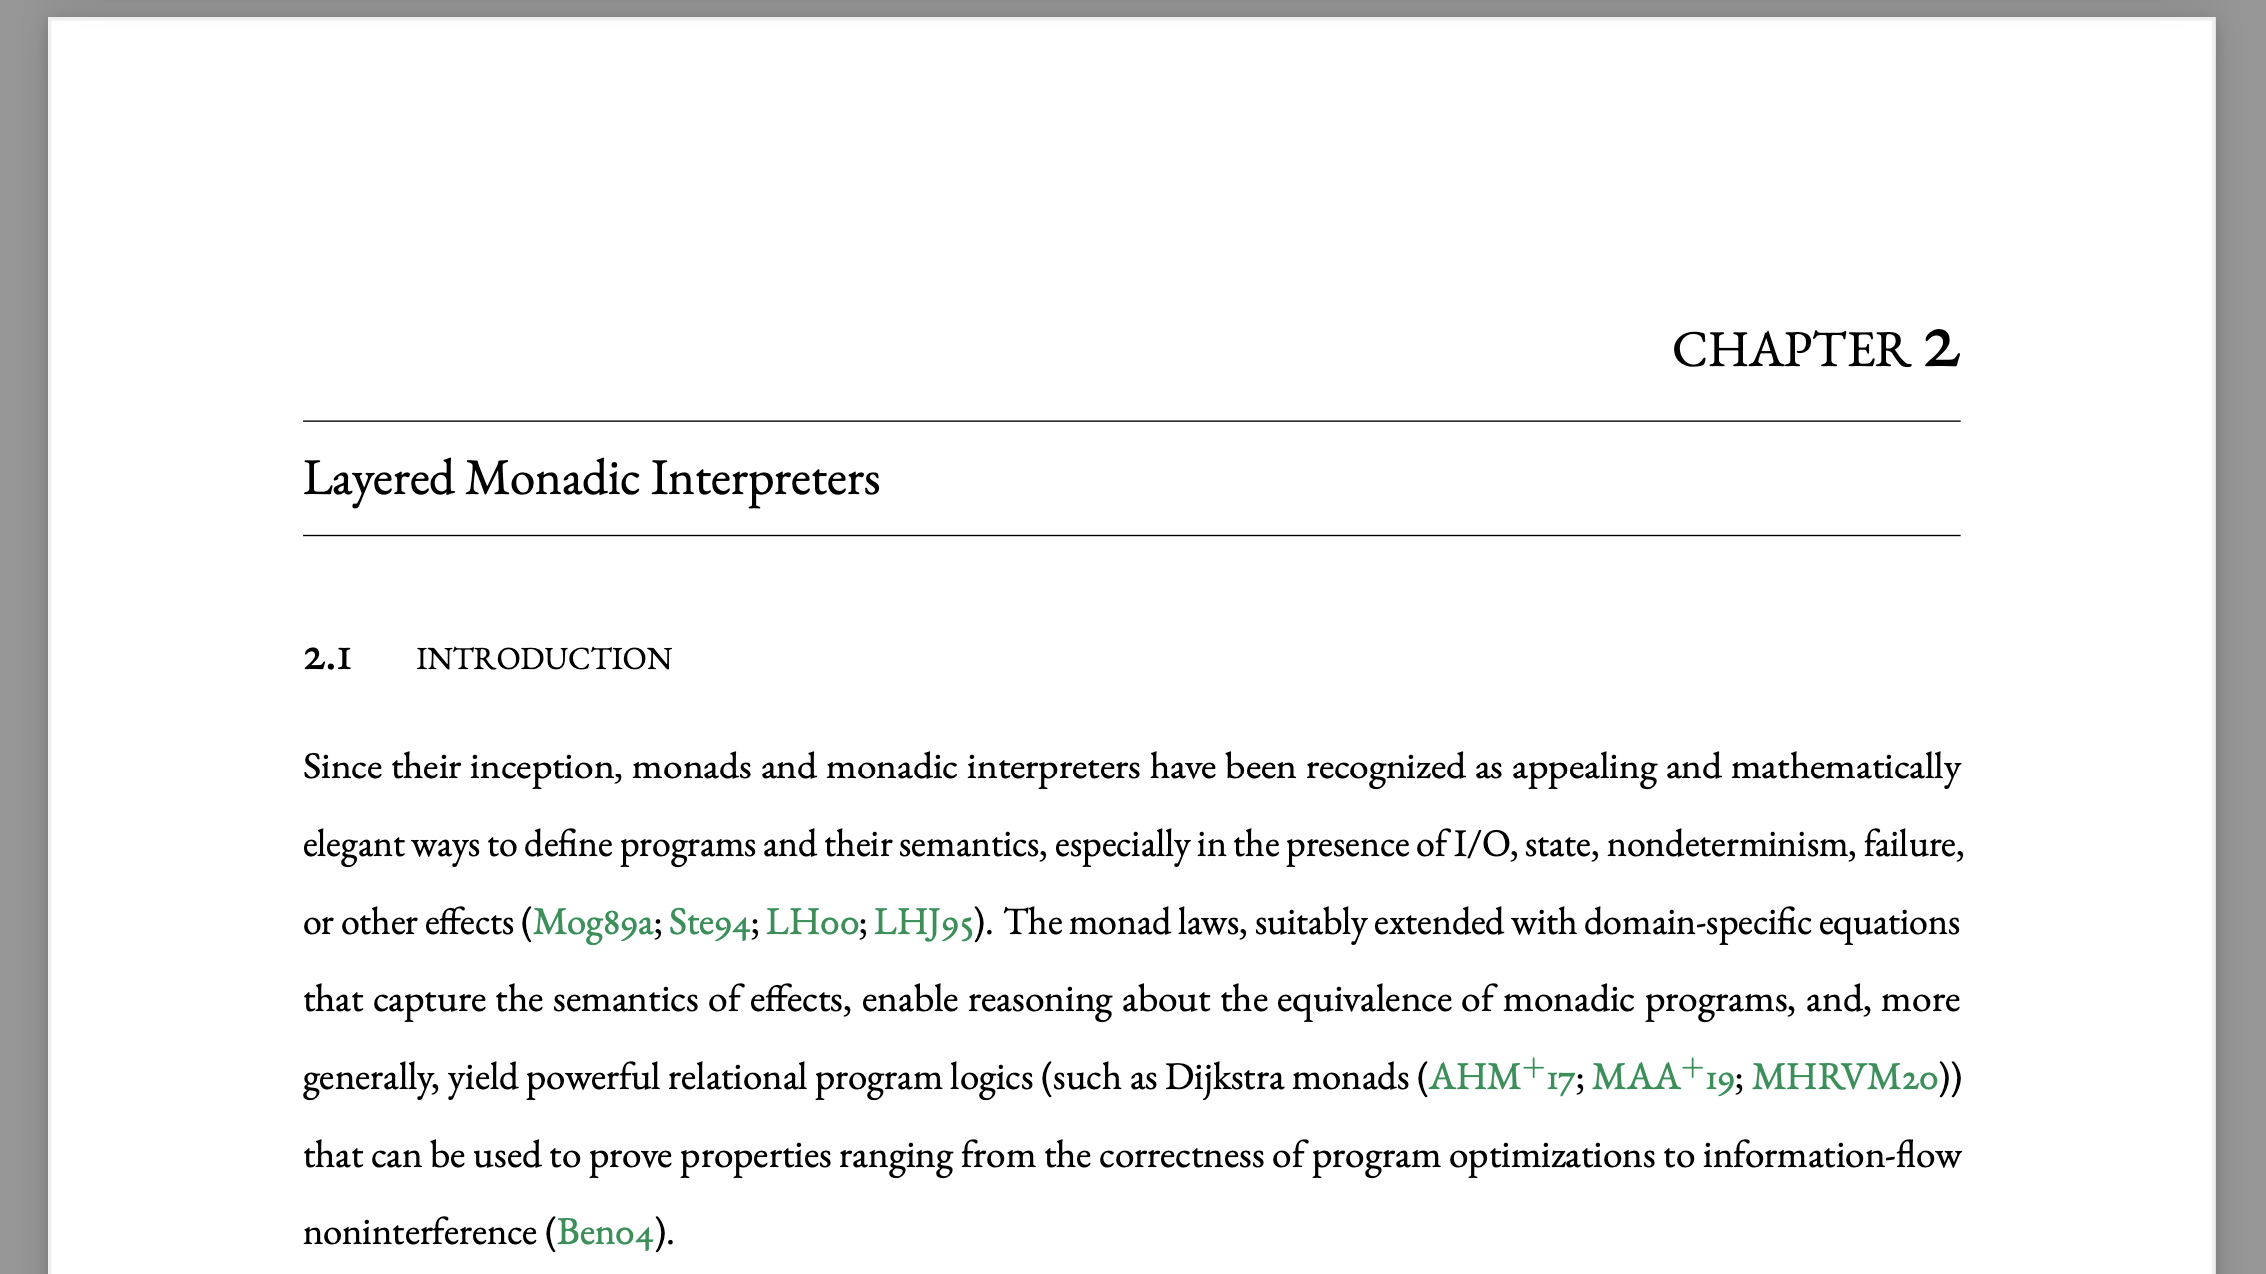 CHAPTER 2
Layered Monadic Interpreters
2.1 INTRODUCTION
Since their inception, monads and monadic interpreters have been recognized as appealing and mathematically
elegant ways to define programs and their semantics, especially in the presence of I/O, state, nondeterminism, failure,
or other effects (Mog89a; Ste94; LH00; LHJ95). The monad laws, suitably extended with domain-specific equations
that capture the semantics of effects, enable reasoning about the equivalence of monadic programs, and, more
generally, yield powerful relational program logics (such as Dijkstra monads (AHM+17; MAA+19; MHRVM20))
that can be used to prove properties ranging from the correctness of program optimizations to information-flow
noninterference (Ben04).